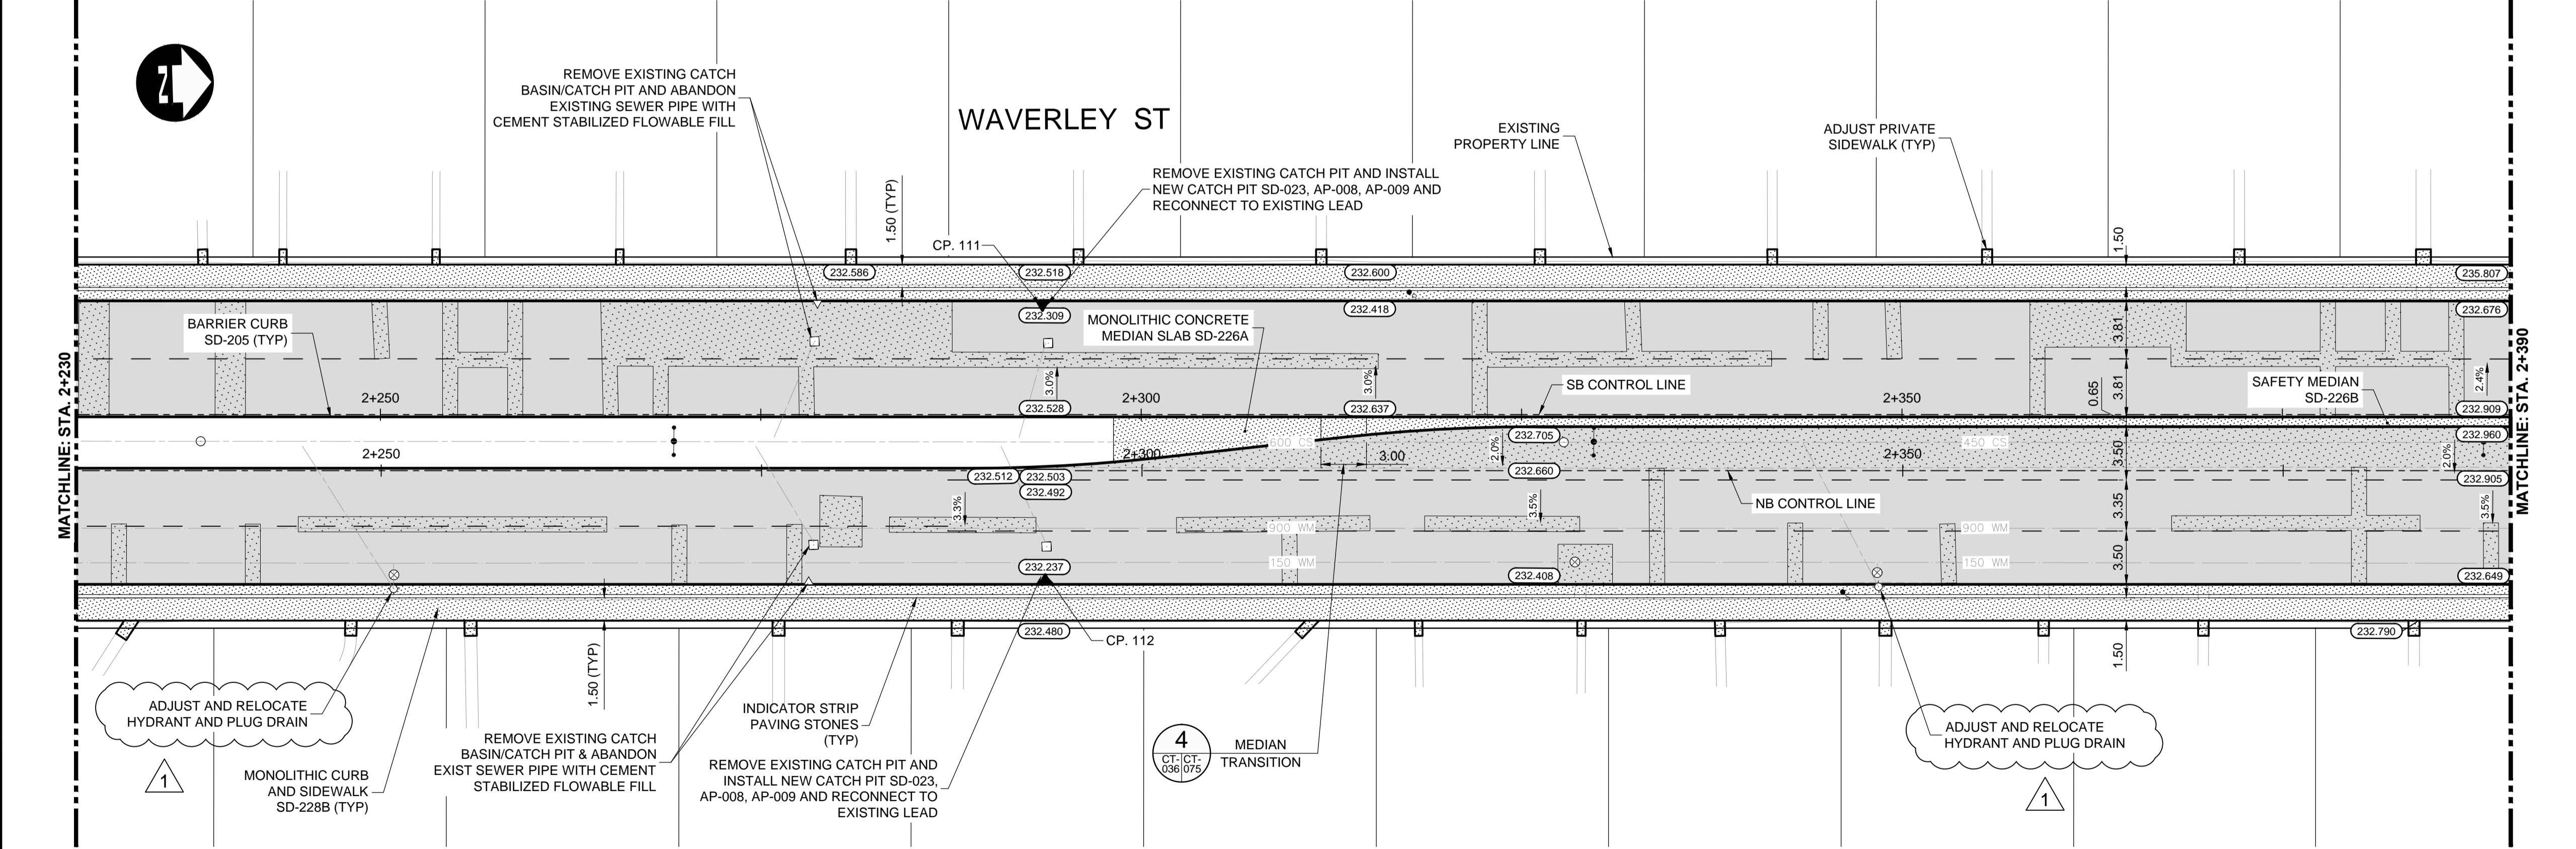 N
REMOVE EXISTING CATCH
BASIN/CATCH PIT AND ABANDON
EXISTING SEWER PIPE WITH
CEMENT STABILIZED FLOWABLE FILL
WAVERLEY ST
EXISTING
PROPERTY LINE
ADJUST PRIVATE
SIDEWALK (TYP)
REMOVE EXISTING CATCH PIT AND INSTALL
NEW CATCH PIT SD-023, AP-008, AP-009 AND
RECONNECT TO EXISTING LEAD
1.50 (TYP)
CP. 111
1.50
232.586
232.518
232.600
235.807
232.309
232.418
232.676
BARRIER CURB
SD-205 (TYP)
MONOLITHIC CONCRETE
MEDIAN SLAB SD-226A
3.81
MATCHLINE: STA. 2+230
MATCHLINE: STA. 2+390
3.0%
3.0%
SB CONTROL LINE
3.81
0.65
SAFETY MEDIAN
SD-226B
2.4%
2+250
2+300
2+350
232.528
232.637
232.909
232.705
232.960
600 CS
450 CS
2+250
2+300
2+350
3.00
2.0%
3.50
2.0%
232.512
232.503
232.660
232.905
232.492
NB CONTROL LINE
3.3%
3.5%
3.35
3.5%
900 WM
900 WM
150 WM
150 WM
3.50
232.237
232.408
232.649
232.480
CP. 112
232.790
1.50 (TYP)
1.50
ADJUST AND RELOCATE
HYDRANT AND PLUG DRAIN
1
MONOLITHIC CURB
AND SIDEWALK
SD-228B (TYP)
REMOVE EXISTING CATCH
BASIN/CATCH PIT & ABANDON
EXIST SEWER PIPE WITH CEMENT
STABILIZED FLOWABLE FILL
INDICATOR STRIP
PAVING STONES
(TYP)
REMOVE EXISTING CATCH PIT AND
INSTALL NEW CATCH PIT SD-023,
AP-008, AP-009 AND RECONNECT TO
EXISTING LEAD
4
CT-036
CT-075
MEDIAN
TRANSITION
ADJUST AND RELOCATE
HYDRANT AND PLUG DRAIN
1